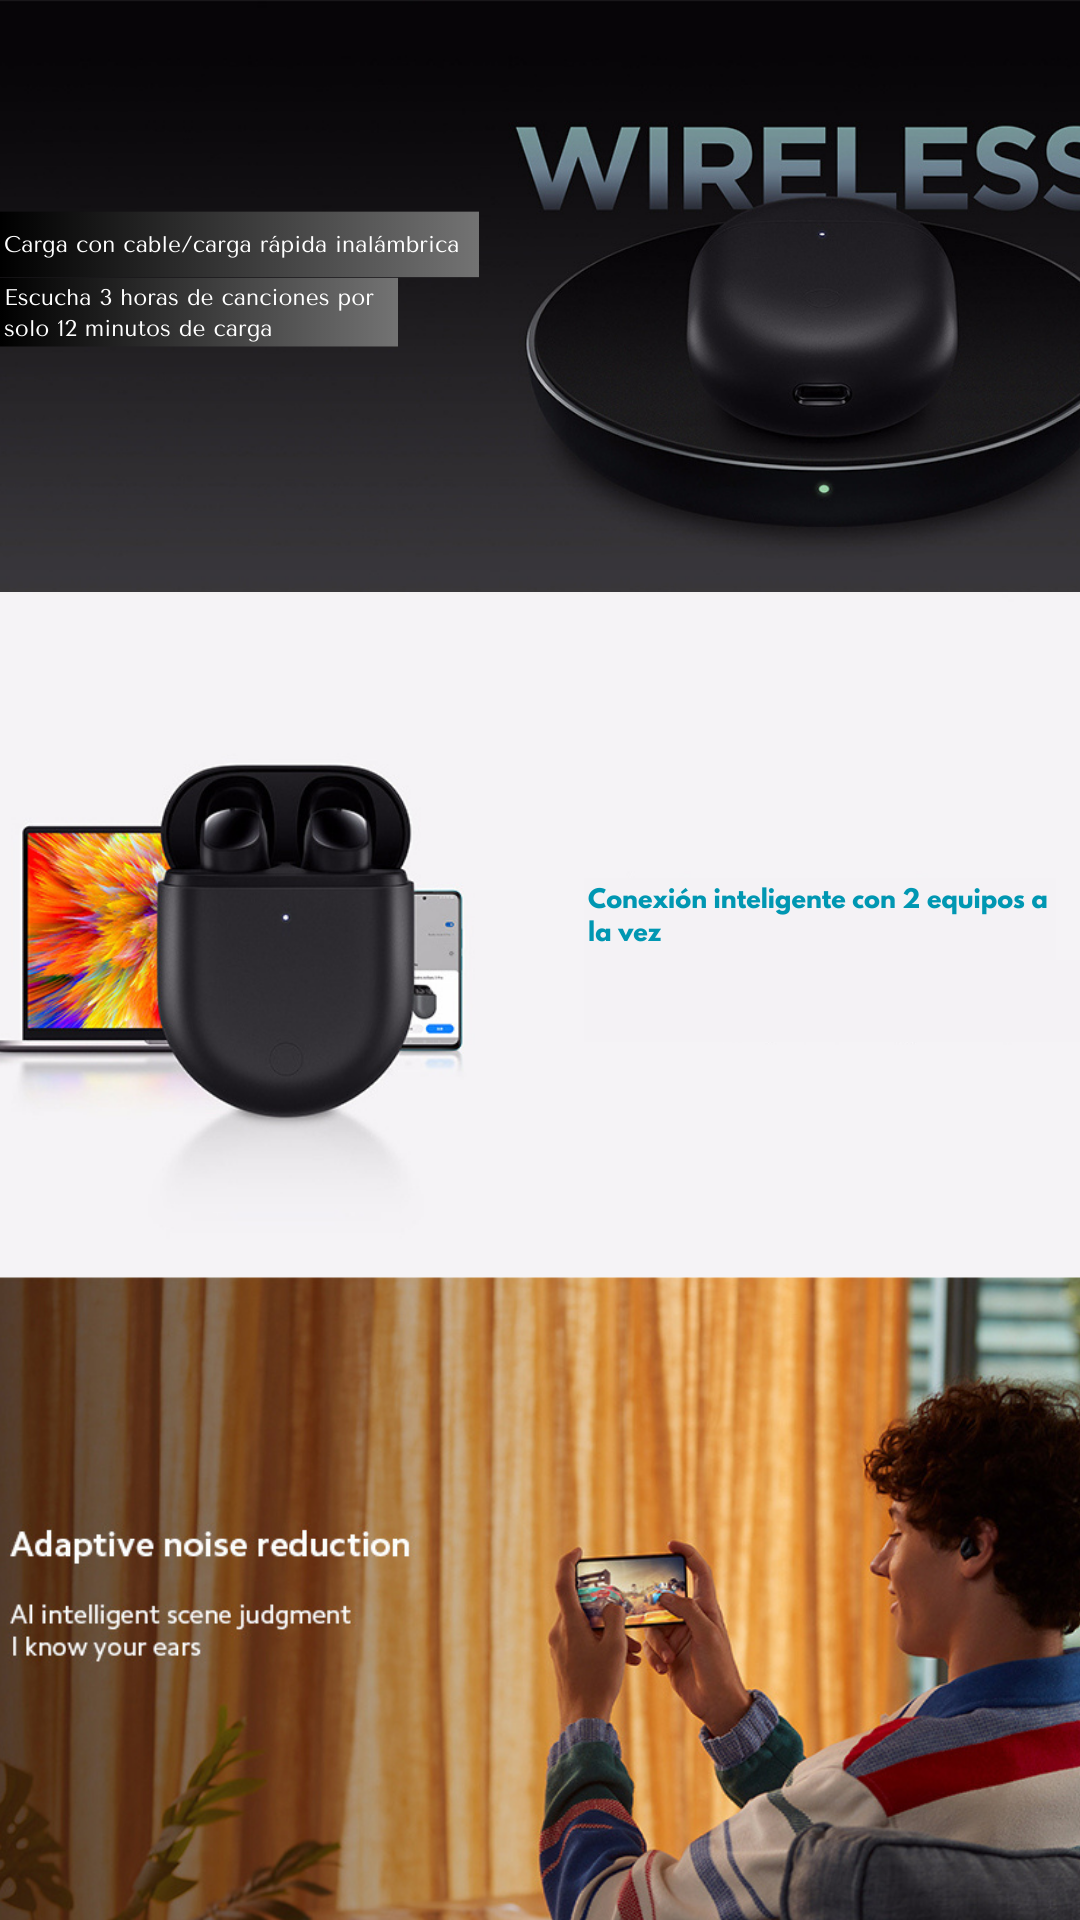 WIRELESS
Carga con cable/carga rápida inalámbrica
Escucha 3 horas de canciones por
solo 12 minutos de carga
Conexión inteligente con 2 equipos a
la vez
Adaptive noise reduction
AI intelligent scene judgment
I know your ears